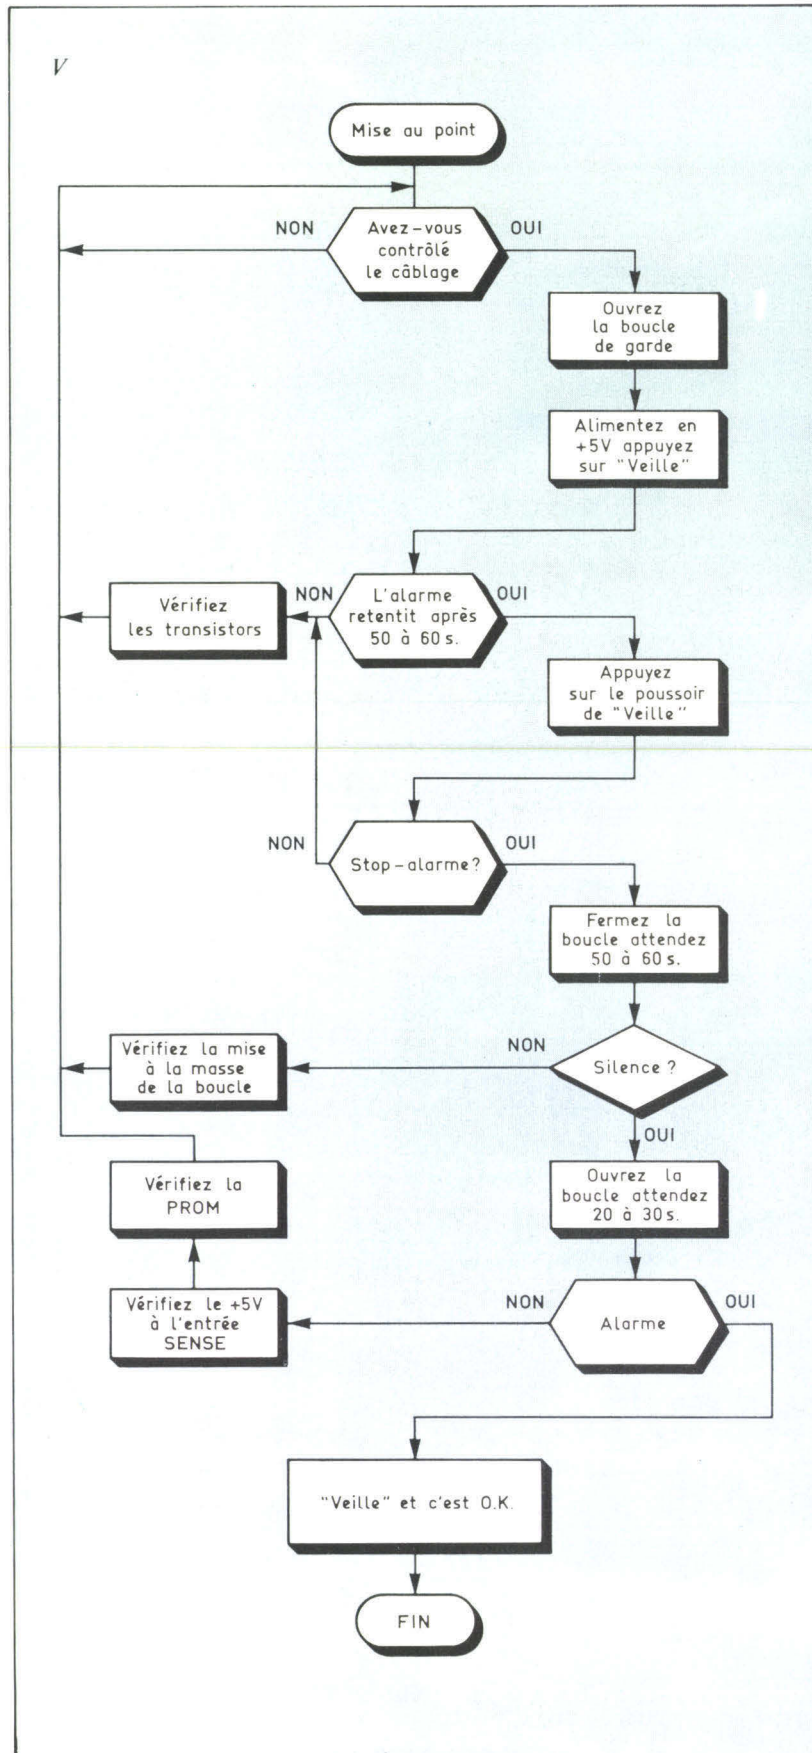 V
Mise au point
NON
Avez-vous
contrôlé
le câblage
OUI
Ouvrez
la boucle
de garde
Alimentez en
+5V appuyez
sur "Veille"
Vérifiez
les transistors
NON
L'alarme
retentit après
50 à 60 s.
OUI
Appuyez
sur le poussoir
de "Veille"
NON
Stop-alarme?
OUI
Fermez la
boucle attendez
50 à 60 s.
Vérifiez la mise
à la masse
de la boucle
NON
Silence ?
OUI
Vérifiez la
PROM
Ouvrez la
boucle attendez
20 à 30 s.
Vérifiez le +5V
à l'entrée
SENSE
NON
Alarme
OUI
"Veille" et c'est O.K.
FIN